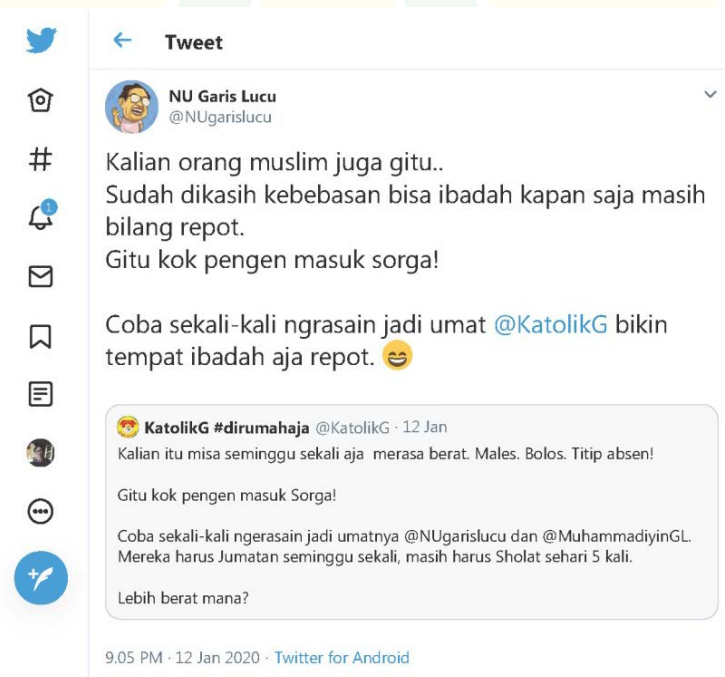 Tweet
NU Garis Lucu
@NUgarislucu
Kalian orang muslim juga gitu..
Sudah dikasih kebebasan bisa ibadah kapan saja masih
bilang repot.
Gitu kok pengen masuk sorga!
Coba sekali-kali ngrasain jadi umat @KatolikG bikin
tempat ibadah aja repot. 😄
KatolikG #dirumahaja @KatolikG · 12 Jan
Kalian itu misa seminggu sekali aja merasa berat. Males. Bolos. Titip absen!
Gitu kok pengen masuk Sorga!
Coba sekali-kali ngerasain jadi umatnya @NUgarislucu dan @MuhammadiyinGL.
Mereka harus Jumatan seminggu sekali, masih harus Sholat sehari 5 kali.
Lebih berat mana?
9.05 PM · 12 Jan 2020 · Twitter for Android
1